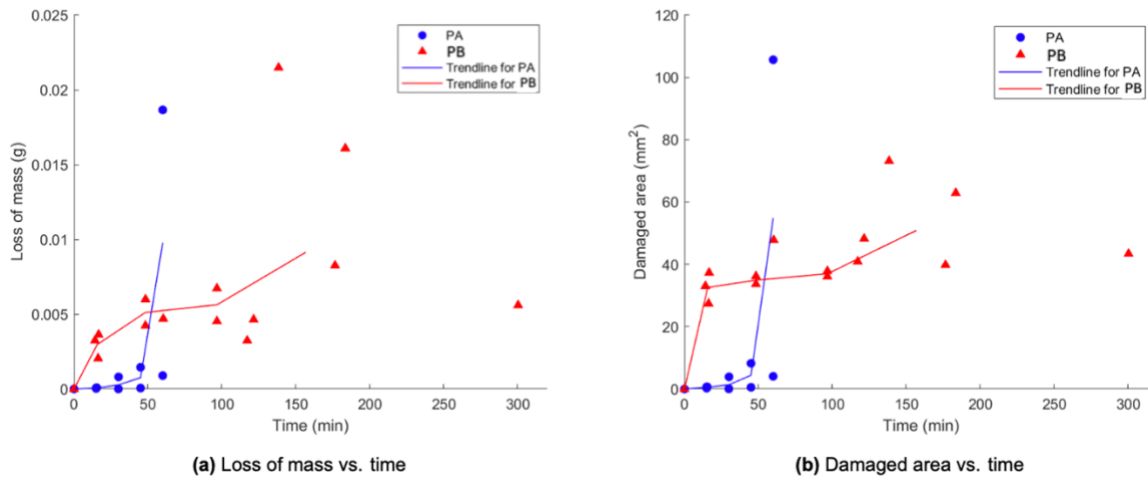 0.025
0.02
0.015
0.01
0.005
0
0
50
100
150
200
250
300
Loss of mass (g)
Time (min)
PA
PB
Trendline for PA
Trendline for PB
(a) Loss of mass vs. time
120
100
80
60
40
20
0
0
50
100
150
200
250
300
Damaged area (mm²)
Time (min)
PA
PB
Trendline for PA
Trendline for PB
(b) Damaged area vs. time